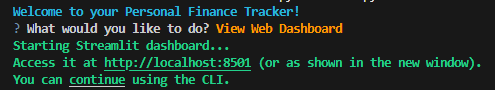 Welcome to your Personal Finance Tracker!
? What would you like to do? View Web Dashboard
Starting Streamlit dashboard...
Access it at http://localhost:8501 (or as shown in the new window).
You can continue using the CLI.